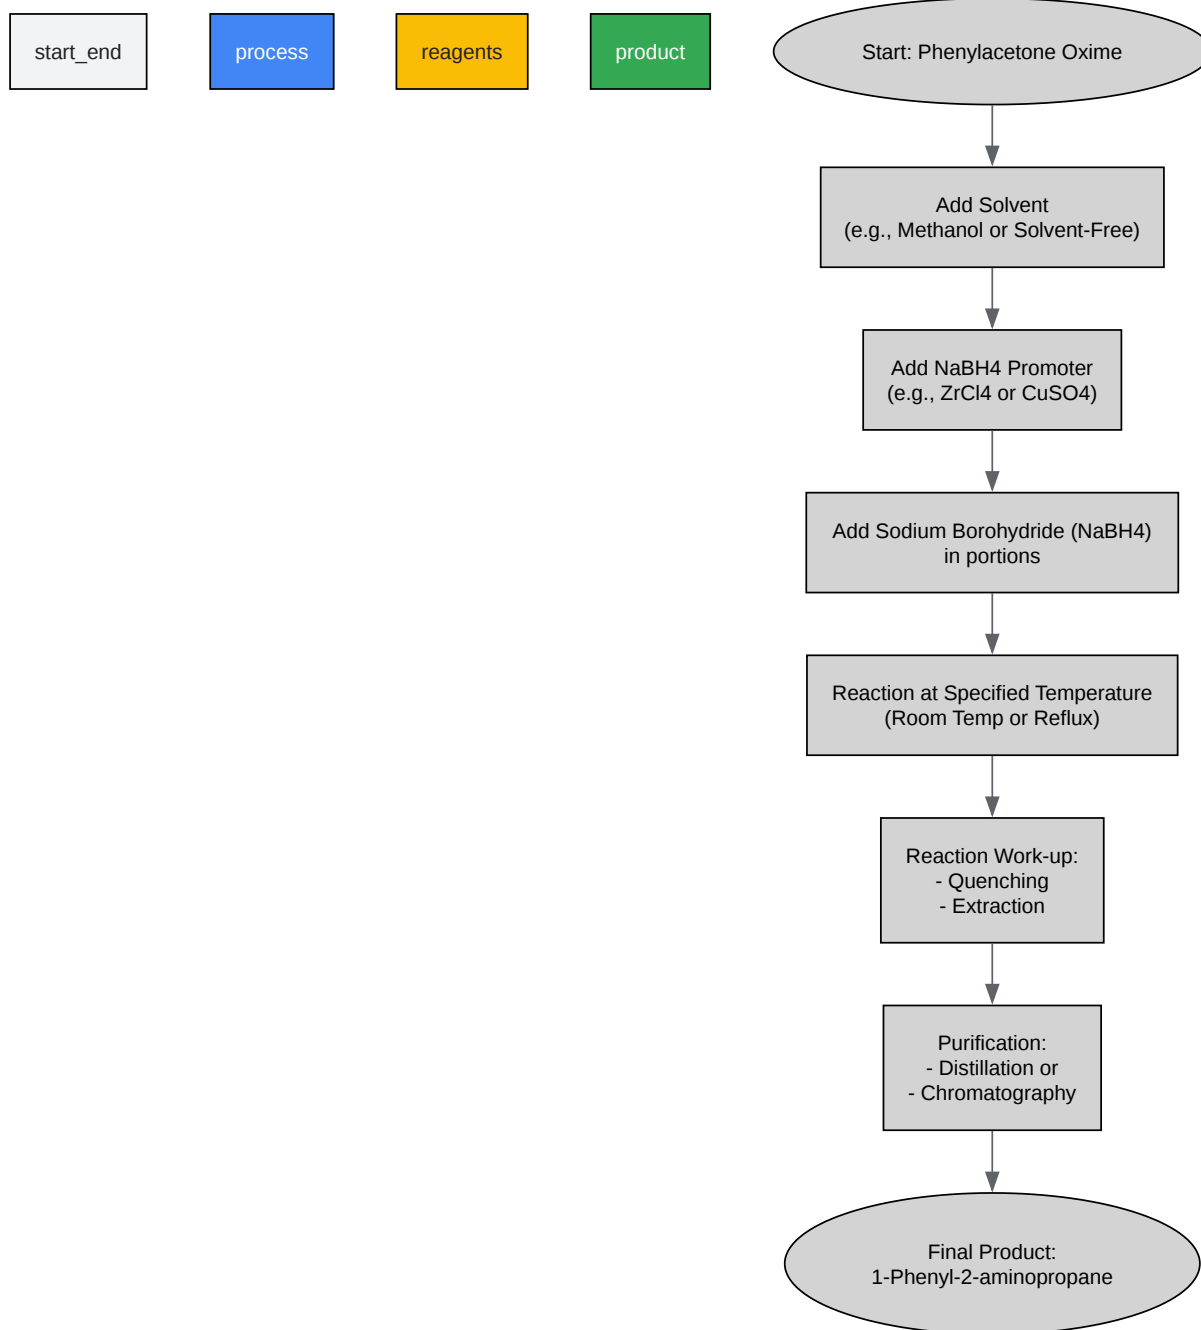 start_end
process
reagents
product
Start: Phenylacetone Oxime
Add Solvent
(e.g., Methanol or Solvent-Free)
Add NaBH4 Promoter
(e.g., ZrCl4 or CuSO4)
Add Sodium Borohydride (NaBH4)
in portions
Reaction at Specified Temperature
(Room Temp or Reflux)
Reaction Work-up:
- Quenching
- Extraction
Purification:
- Distillation or
- Chromatography
Final Product:
1-Phenyl-2-aminopropane